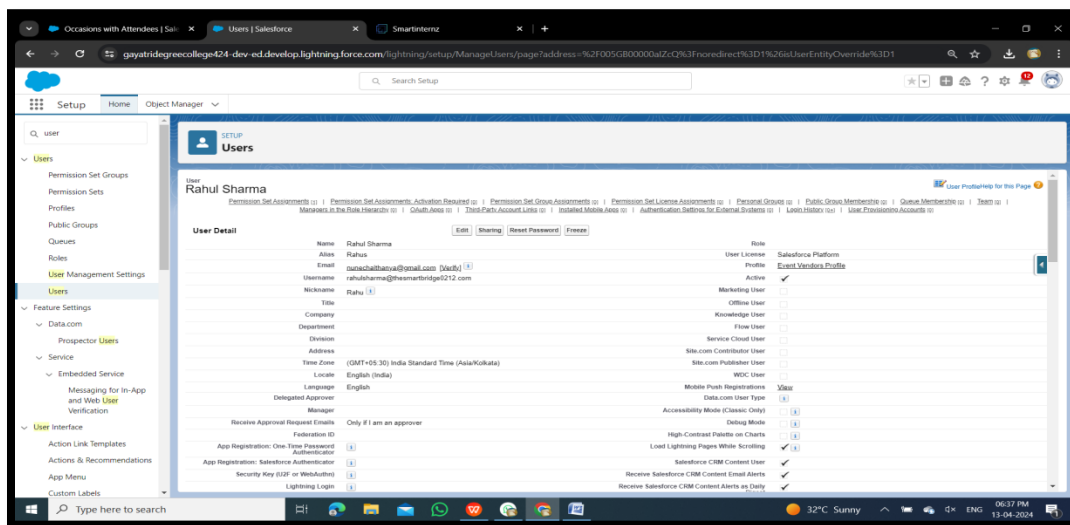 Occasions with Attendees | Sale
Users | Salesforce
Smartinternz
gayatridegreecollege424-dev-ed.develop.lightning.force.com/lightning/setup/ManageUsers/page?address=%2F005GB00000alZcQ%3Fnoredirect%3D1%26isUserEntityOverride%3D1
Search Setup
12
Setup Home Object Manager
user
Users
Permission Set Groups
Permission Sets
Profiles
Public Groups
Queues
Roles
User Management Settings
Users
Feature Settings
Data.com
Prospector Users
Service
Embedded Service
Messaging for In-App
and Web User
Verification
User Interface
Action Link Templates
Actions & Recommendations
App Menu
Custom Labels
SETUP
Users
User
Rahul Sharma
User Profile Help for this Page
Permission Set Assignments | Permission Set Assignments: Activation Required | Permission Set Group Assignments | Permission Set License Assignments | Personal Groups | Public Group Membership | Queue Membership | Team |
Managers in the Role Hierarchy | OAuth Apps | Third-Party Account Links | Installed Mobile Apps | Authentication Settings for External Systems | Login History | User Provisioning Accounts
User Detail Edit Sharing Reset Password Freeze
Name Rahul Sharma Role
Alias Rahus User License Salesforce Platform
Email nunechaithanya@gmail.com [Verify] Profile Event Vendors Profile
Username rahulsharma@thesmartbridge0212.com Active
Nickname Rahu Marketing User
Title Offline User
Company Knowledge User
Department Flow User
Division Service Cloud User
Address Site.com Contributor User
Time Zone (GMT+05:30) India Standard Time (Asia/Kolkata) Site.com Publisher User
Locale English (India) WDC User
Language English Mobile Push Registrations View
Delegated Approver Data.com User Type
Manager Accessibility Mode (Classic Only)
Receive Approval Request Emails Only if I am an approver Debug Mode
Federation ID High-Contrast Palette on Charts
App Registration: One-Time Password
Authenticator Load Lightning Pages While Scrolling
App Registration: Salesforce Authenticator Salesforce CRM Content User
Security Key (U2F or WebAuthn) Receive Salesforce CRM Content Email Alerts
Lightning Login Receive Salesforce CRM Content Alerts as Daily
Type here to search
32°C Sunny
ENG
06:37 PM
13-04-2024